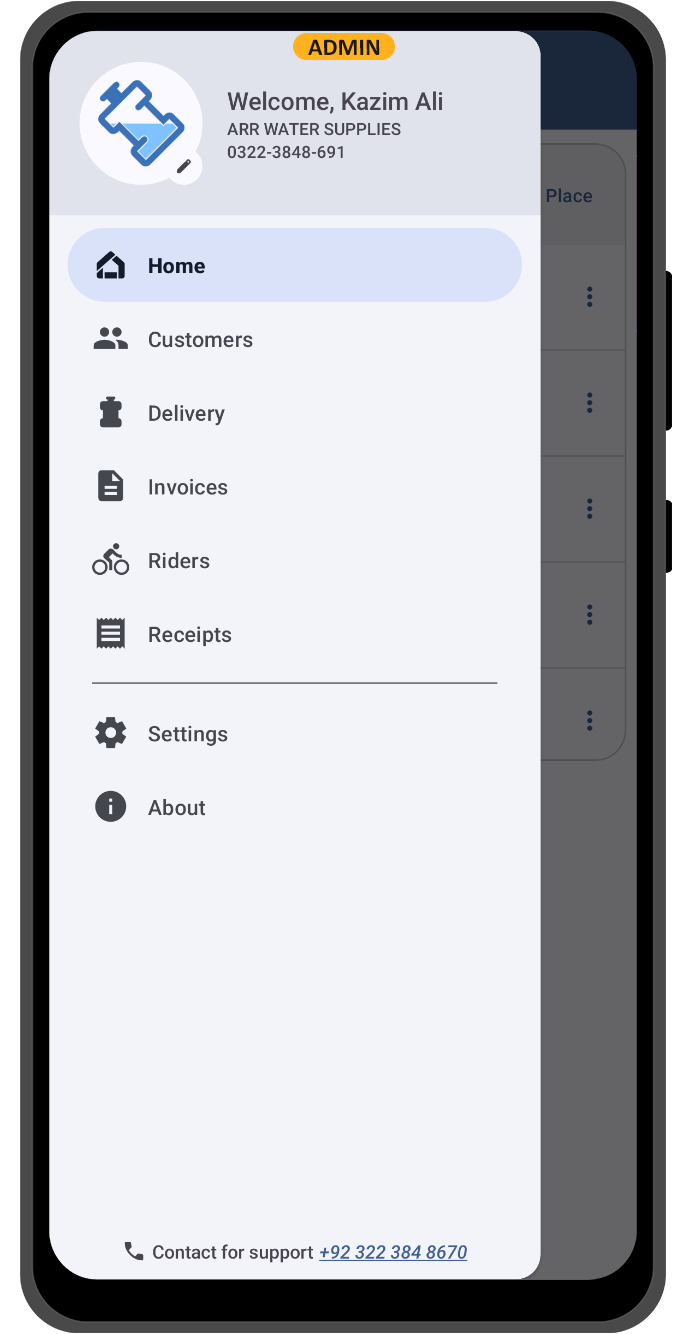 ADMIN
Welcome, Kazim Ali
ARR WATER SUPPLIES
0322-3848-691
Place
Home
Customers
Delivery
Invoices
Riders
Receipts
Settings
About
Contact for support +92 322 384 8670